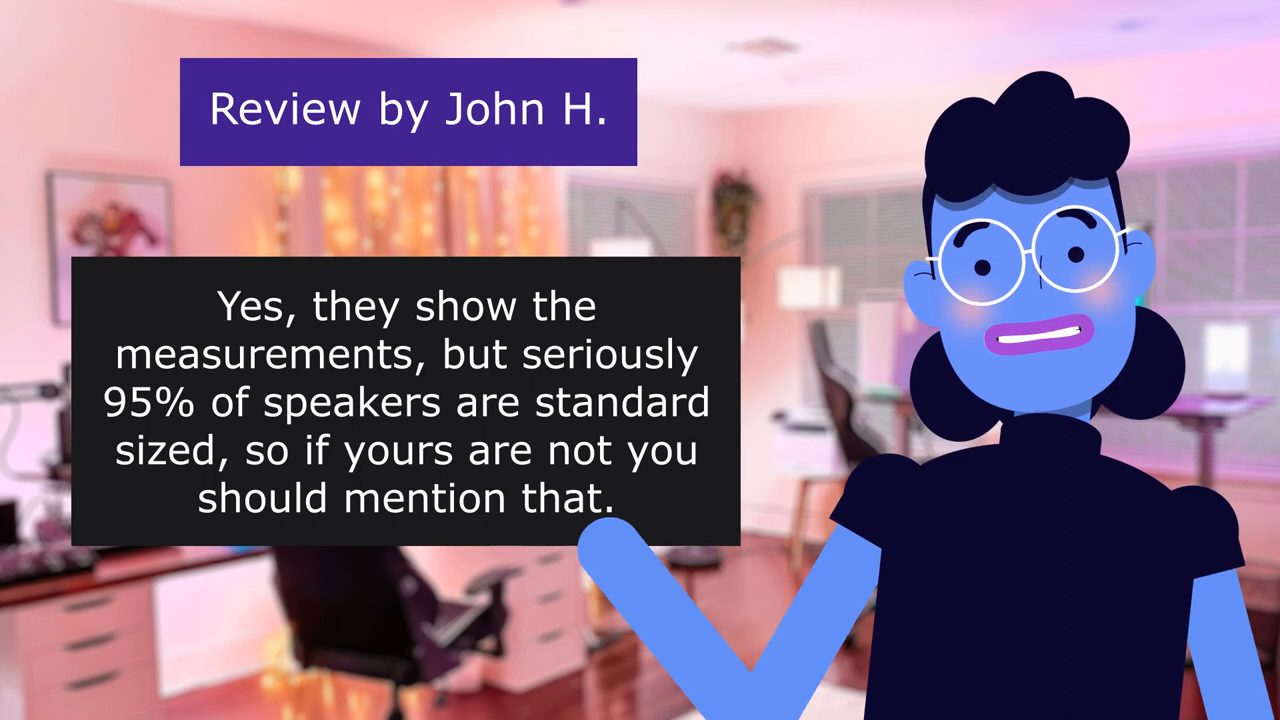 Review by John H.
Yes, they show the
measurements, but seriously
95% of speakers are standard
sized, so if yours are not you
should mention that.